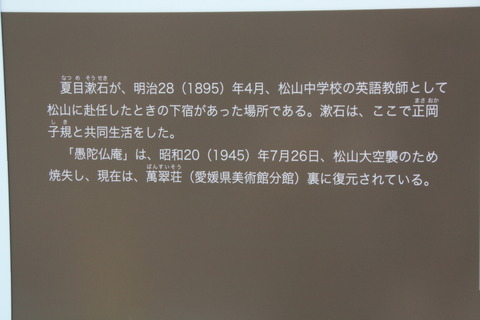 夏目漱石が、明治28（1895）年4月、松山中学校の英語教師として
松山に赴任したときの下宿があった場所である。漱石は、ここで正岡
子規と共同生活をした。
「愚陀仏庵」は、昭和20（1945）年7月26日、松山大空襲のため
焼失し、現在は、萬翠荘（愛媛県美術館分館）裏に復元されている。